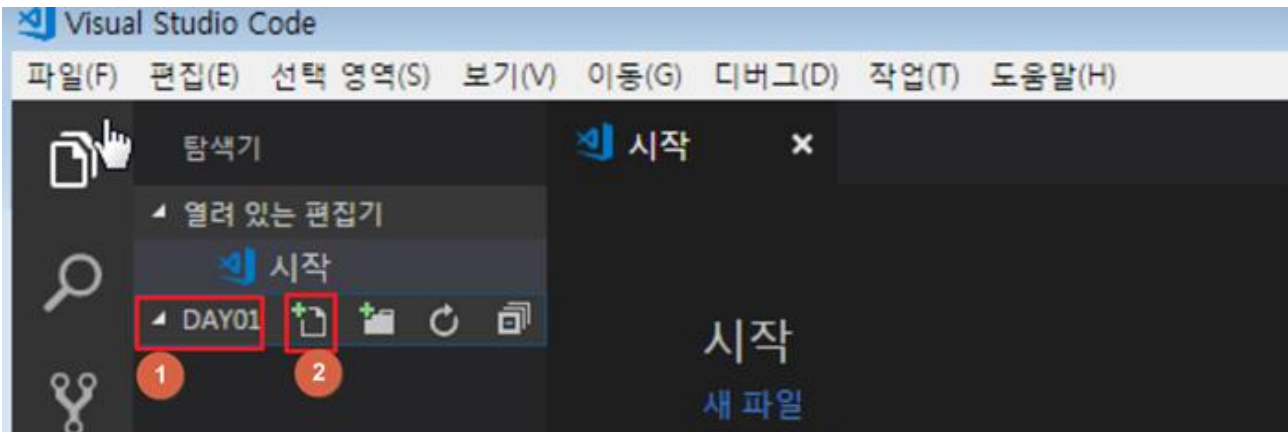 Visual Studio Code
파일(F) 편집(E) 선택 영역(S) 보기(V) 이동(G) 디버그(D) 작업(T) 도움말(H)
탐색기
시작
열려 있는 편집기
시작
DAY01
1
2
시작
새 파일